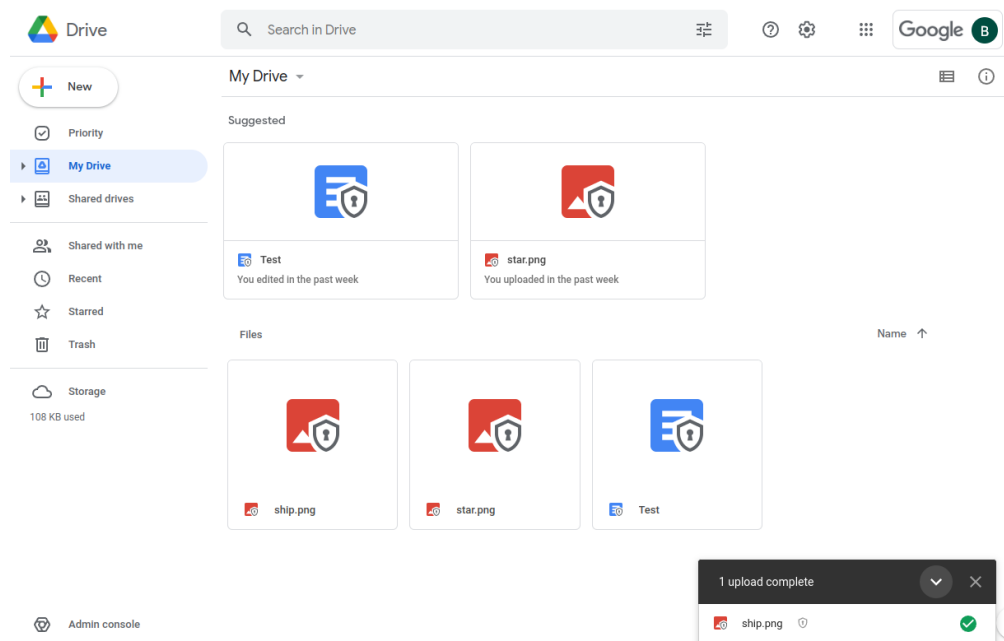 Drive
Search in Drive
Google
B
New
My Drive
Priority
My Drive
Shared drives
Shared with me
Recent
Starred
Trash
Storage
108 KB used
Admin console
Suggested
Test
You edited in the past week
star.png
You uploaded in the past week
Files
Name
ship.png
star.png
Test
1 upload complete
ship.png